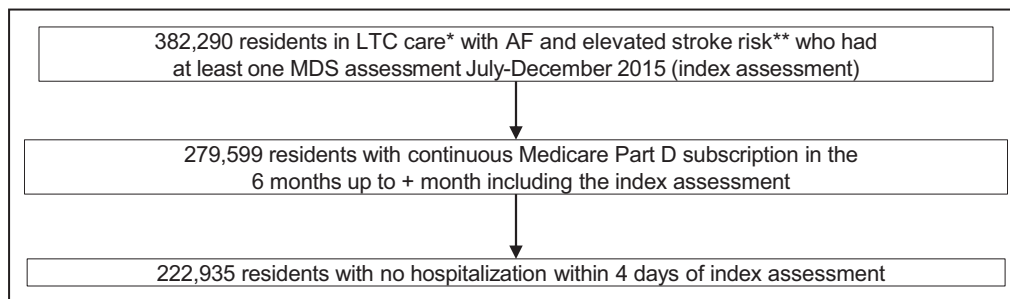 382,290 residents in LTC care* with AF and elevated stroke risk** who had
at least one MDS assessment July-December 2015 (index assessment)
279,599 residents with continuous Medicare Part D subscription in the
6 months up to + month including the index assessment
222,935 residents with no hospitalization within 4 days of index assessment